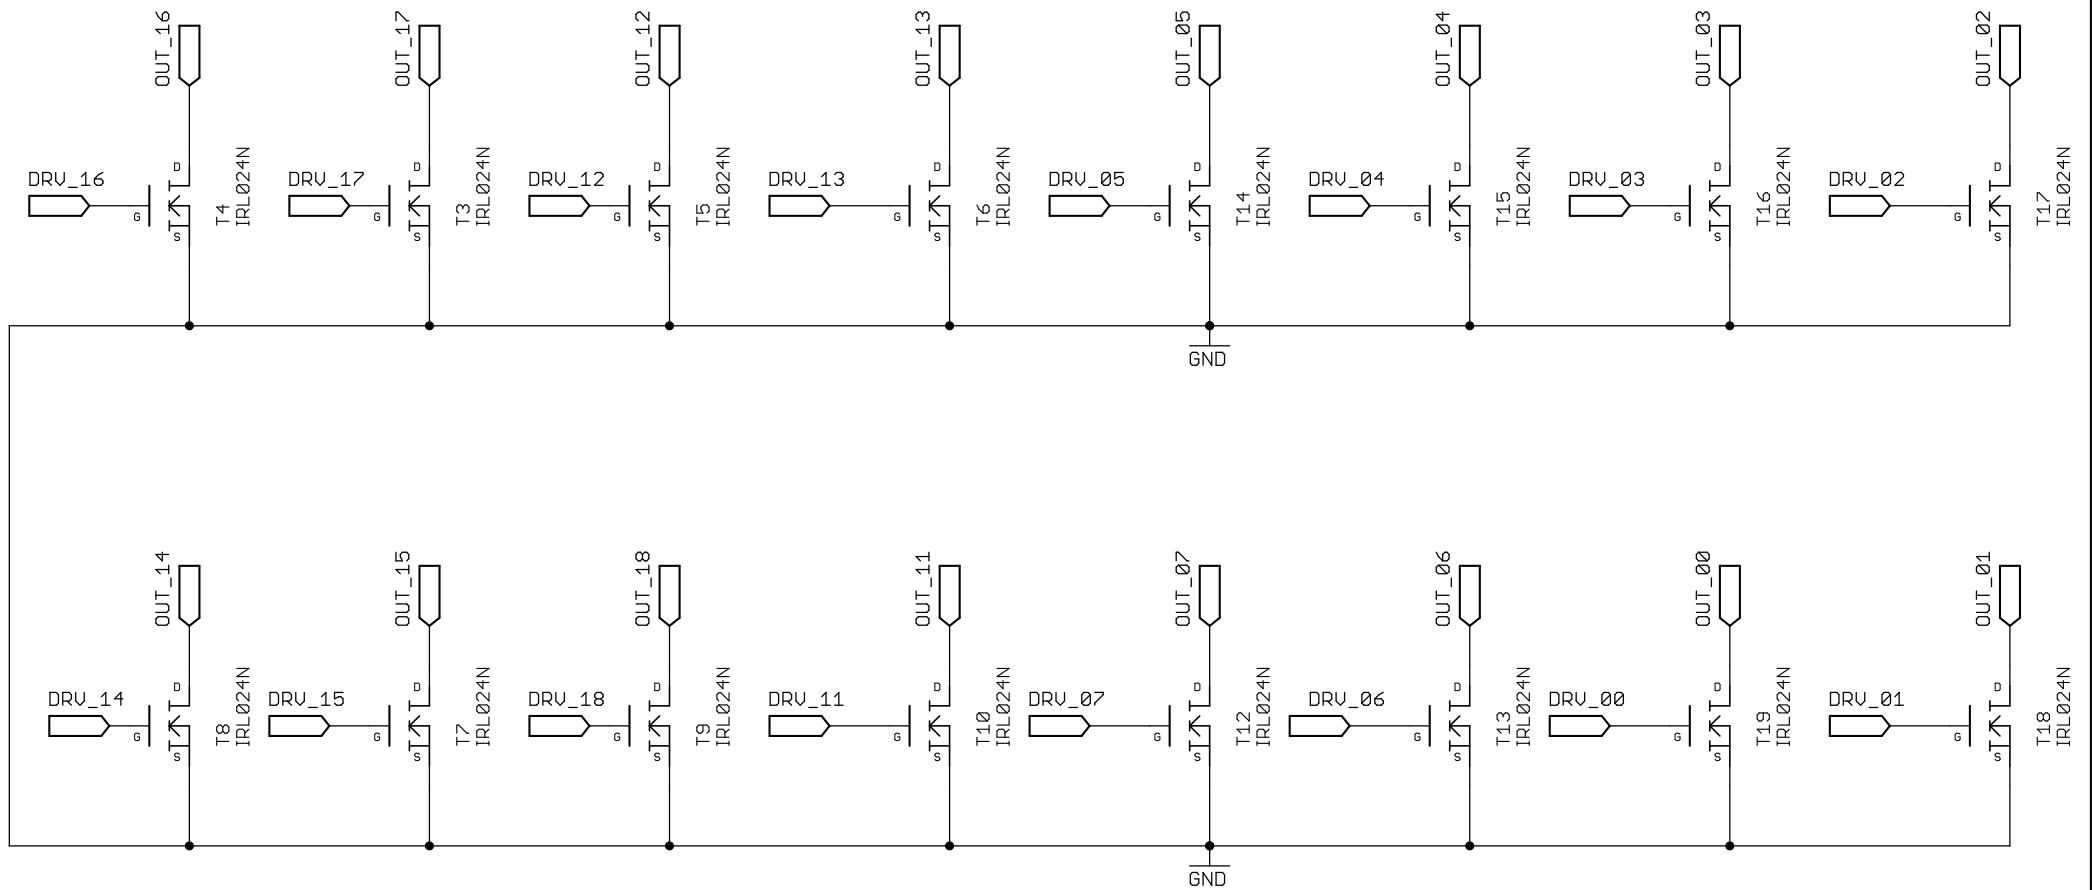 OUT_16
OUT_17
OUT_12
OUT_13
OUT_05
OUT_04
OUT_03
OUT_02
DRV_16
G
D
S
T4
IRL024N
DRV_17
G
D
S
T3
IRL024N
DRV_12
G
D
S
T5
IRL024N
DRV_13
G
D
S
T6
IRL024N
DRV_05
G
D
S
T14
IRL024N
DRV_04
G
D
S
T15
IRL024N
DRV_03
G
D
S
T16
IRL024N
DRV_02
G
D
S
T17
IRL024N
GND
OUT_14
OUT_15
OUT_18
OUT_11
OUT_07
OUT_06
OUT_00
OUT_01
DRV_14
G
D
S
T8
IRL024N
DRV_15
G
D
S
T7
IRL024N
DRV_18
G
D
S
T9
IRL024N
DRV_11
G
D
S
T10
IRL024N
DRV_07
G
D
S
T12
IRL024N
DRV_06
G
D
S
T13
IRL024N
DRV_00
G
D
S
T19
IRL024N
DRV_01
G
D
S
T18
IRL024N
GND